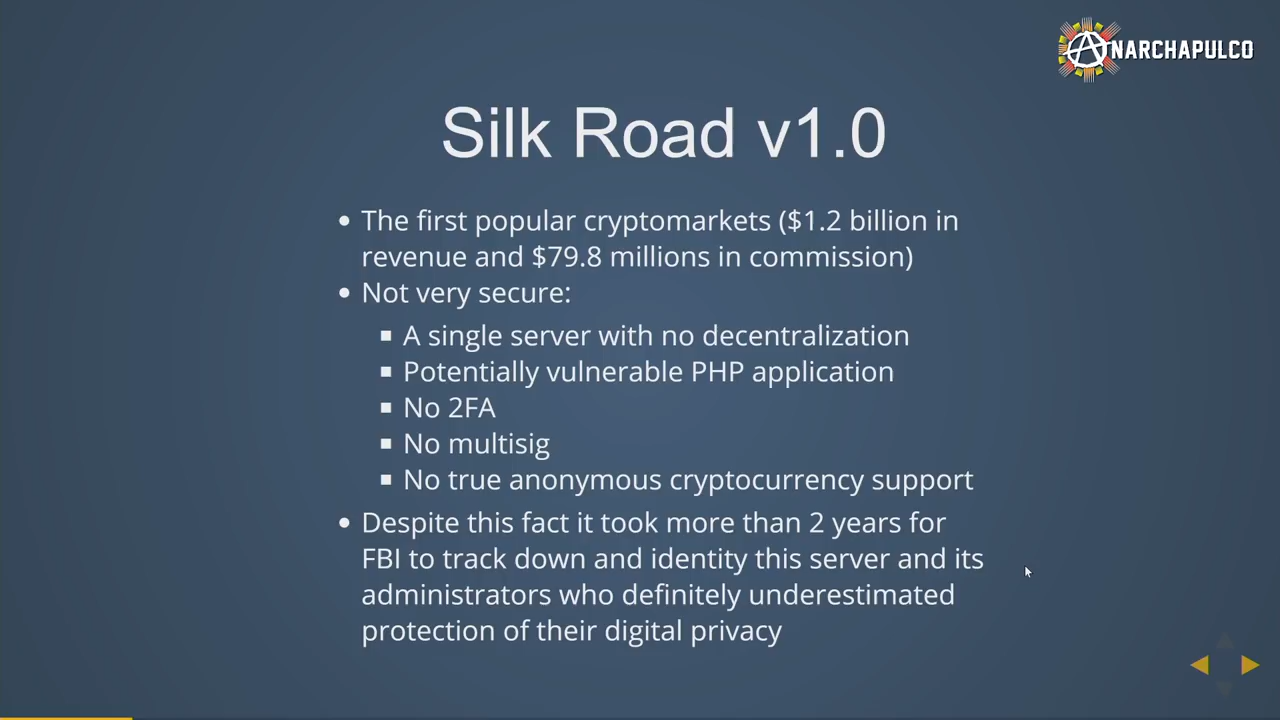 ANARCHAPULCO
Silk Road v1.0
The first popular cryptomarkets ($1.2 billion in
revenue and $79.8 millions in commission)
Not very secure:
A single server with no decentralization
Potentially vulnerable PHP application
No 2FA
No multisig
No true anonymous cryptocurrency support
Despite this fact it took more than 2 years for
FBI to track down and identity this server and its
administrators who definitely underestimated
protection of their digital privacy